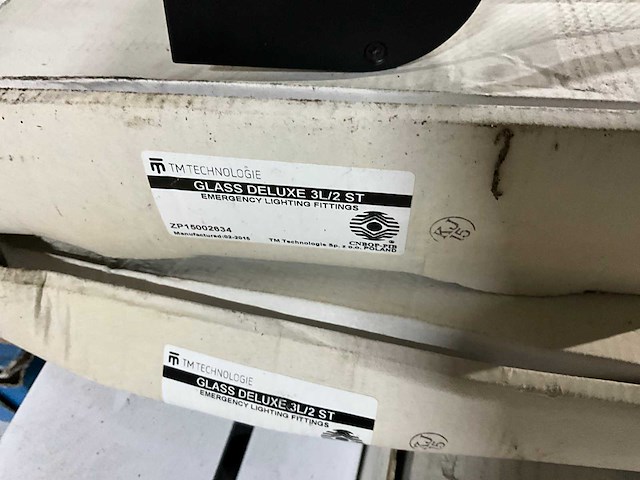 TM TECHNOLOGIE
GLASS DELUXE 3L/2 ST
EMERGENCY LIGHTING FITTINGS
ZP15002634
Manufactured-02-2015
TM Technologie Sp. z o.o. POLAND
CNBOP-PIB
®
TM TECHNOLOGIE
GLASS DELUXE 3L/2 ST
EMERGENCY LIGHTING FITTINGS